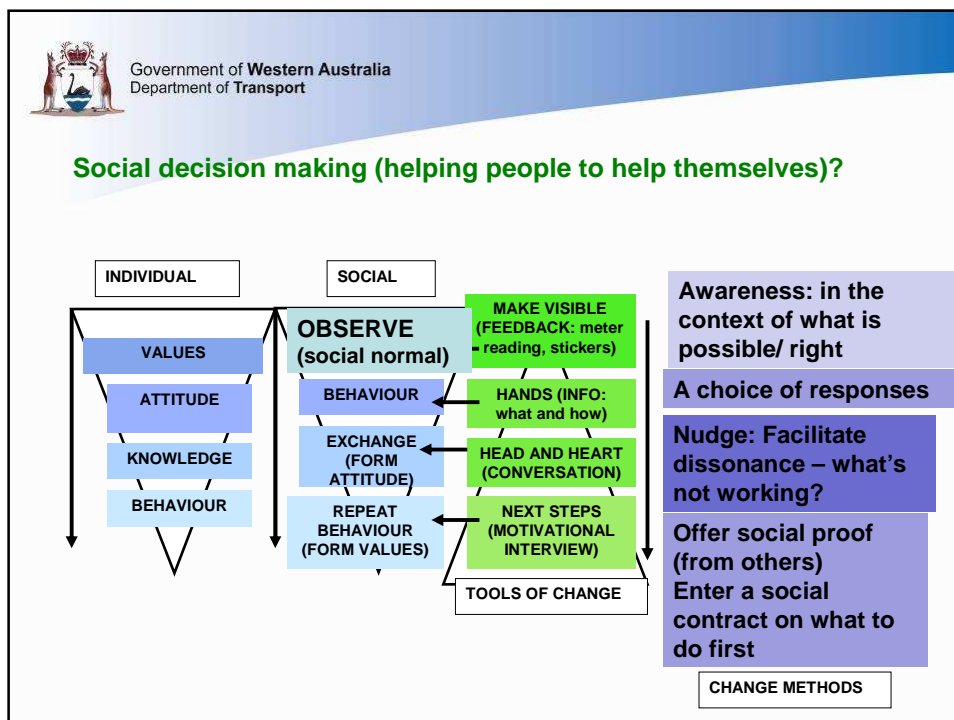 Government of Western Australia
Department of Transport
Social decision making (helping people to help themselves)?
INDIVIDUAL
VALUES
ATTITUDE
KNOWLEDGE
BEHAVIOUR
SOCIAL
OBSERVE
(social normal)
BEHAVIOUR
EXCHANGE
(FORM
ATTITUDE)
REPEAT
BEHAVIOUR
(FORM VALUES)
MAKE VISIBLE
(FEEDBACK: meter
reading, stickers)
HANDS (INFO:
what and how)
HEAD AND HEART
(CONVERSATION)
NEXT STEPS
(MOTIVATIONAL
INTERVIEW)
TOOLS OF CHANGE
Awareness: in the
context of what is
possible/ right
A choice of responses
Nudge: Facilitate
dissonance – what's
not working?
Offer social proof
(from others)
Enter a social
contract on what to
do first
CHANGE METHODS